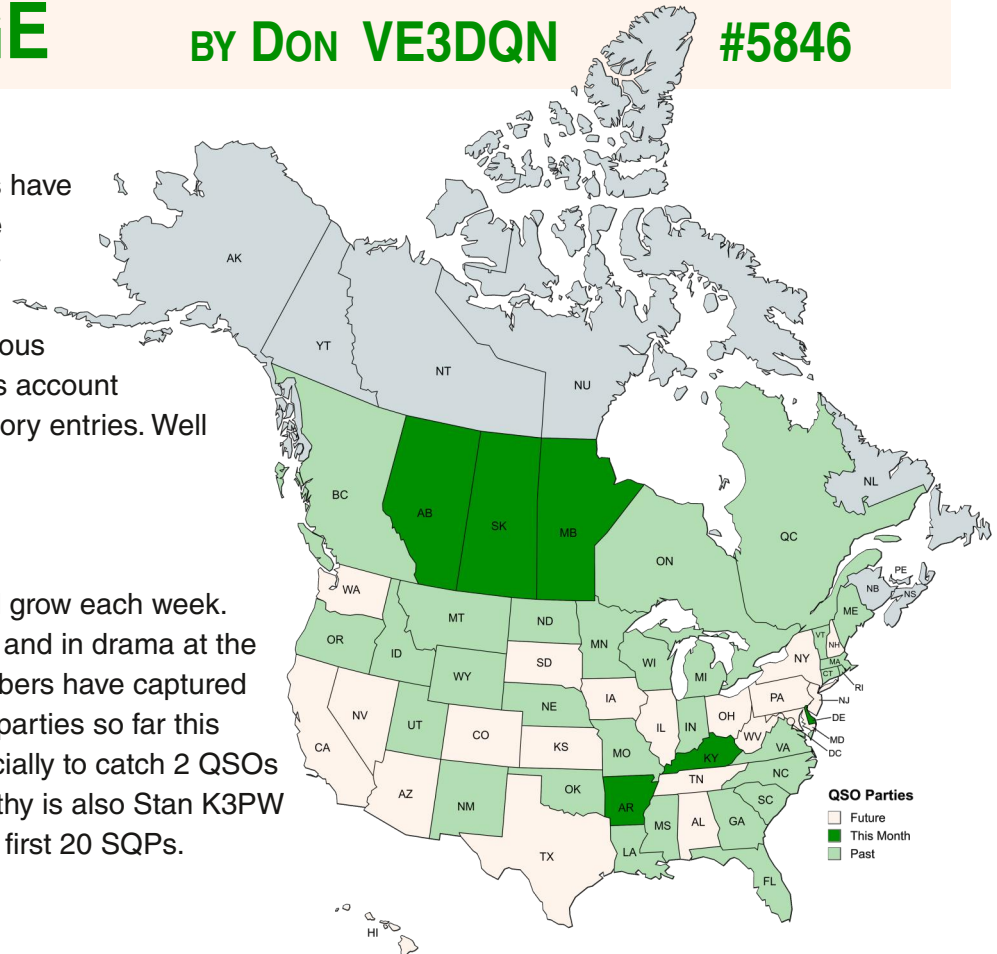 GE BY DON VE3DQN #5846
s have
e
ous
s account
ory entries. Well
grow each week.
and in drama at the
bers have captured
parties so far this
cially to catch 2 QSOs
thy is also Stan K3PW
first 20 SQPs.
AK
YT
NT
NU
BC
AB
SK
MB
ON
QC
NL
PE
NB
NS
WA
MT
ND
MN
ME
OR
ID
SD
WI
MI
VT
NH
NY
MA
CT
RI
WY
NE
IA
IL
IN
OH
PA
NJ
NV
UT
CO
KS
MO
KY
WV
VA
DE
MD
DC
CA
AZ
NM
OK
AR
TN
NC
SC
TX
LA
MS
AL
GA
FL
HI
QSO Parties
Future
This Month
Past